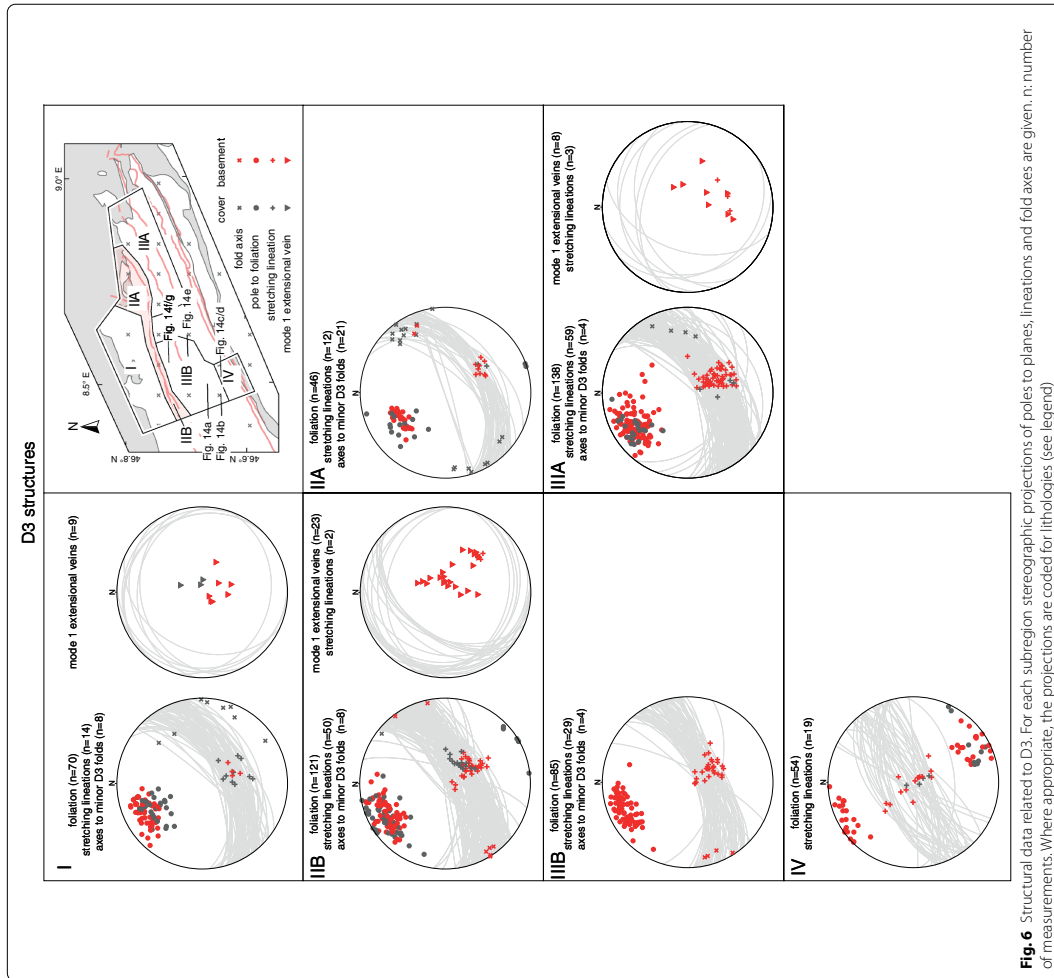 D3 structures
I
foliation (n=70)
stretching lineations (n=14)
axes to minor D3 folds (n=8)
N
mode 1 extensional veins (n=9)
N
N
8.5° E
9.0° E
46.8° N
46.6° N
I
IIA
IIB
IIIA
IIIB
IV
Fig. 14a
Fig. 14b
Fig. 14f/g
Fig. 14e
Fig. 14c/d
cover basement
fold axis
pole to foliation
stretching lineation
mode 1 extensional vein
IIB
foliation (n=121)
stretching lineations (n=50)
axes to minor D3 folds (n=8)
N
mode 1 extensional veins (n=23)
stretching lineations (n=2)
N
IIA
foliation (n=46)
stretching lineations (n=12)
axes to minor D3 folds (n=21)
N
IIIB
foliation (n=85)
stretching lineations (n=29)
axes to minor D3 folds (n=4)
N
IIIA
foliation (n=138)
stretching lineations (n=59)
axes to minor D3 folds (n=4)
N
mode 1 extensional veins (n=8)
stretching lineations (n=3)
N
IV
foliation (n=54)
stretching lineations (n=19)
N
Fig. 6 Structural data related to D3. For each subregion stereographic projections of poles to planes, lineations and fold axes are given. n: number
of measurements. Where appropriate, the projections are coded for lithologies (see legend)